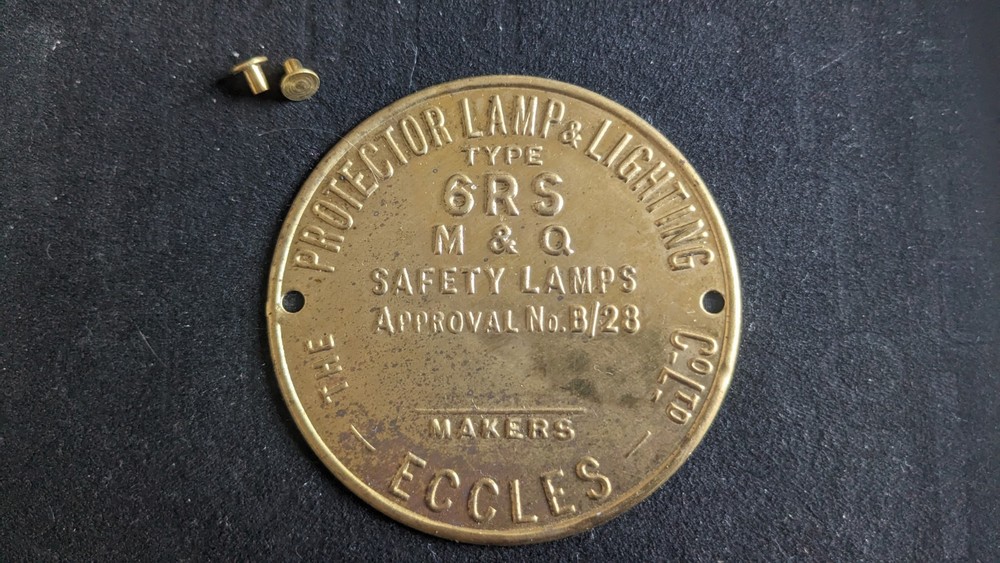 THE PROTECTOR LAMP & LIGHTING Co LTD
TYPE
6RS
M & Q
SAFETY LAMPS
APPROVAL No. B/28
MAKERS
ECCLES